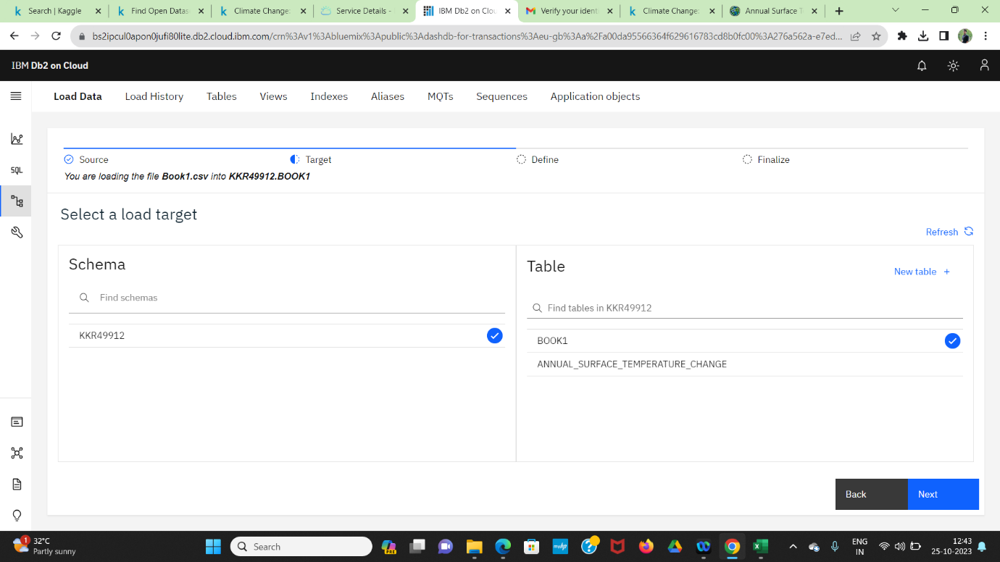 Search | Kaggle
Find Open Datas
Climate Change:
Service Details -
IBM Db2 on Clou
Verify your identi
Climate Change:
Annual Surface T
bs2ipcul0apon0jufi80lite.db2.cloud.ibm.com/crn%3Av1%3Abluemix%3Apublic%3Adashdb-for-transactions%3Aeu-gb%3Aa%2Fa00da95566364f629616783cd8b0fc00%3A276a562a-e7ed...
IBM Db2 on Cloud
Load Data Load History Tables Views Indexes Aliases MQTs Sequences Application objects
SQL
Source Target Define Finalize
You are loading the file Book1.csv into KKR49912.BOOK1
Select a load target
Refresh
Schema
Find schemas
KKR49912
Table
New table +
Find tables in KKR49912
BOOK1
ANNUAL_SURFACE_TEMPERATURE_CHANGE
Back Next
1
32°C
Partly sunny
Search
PRE
mvhp
ENG
IN
12:43
25-10-2023